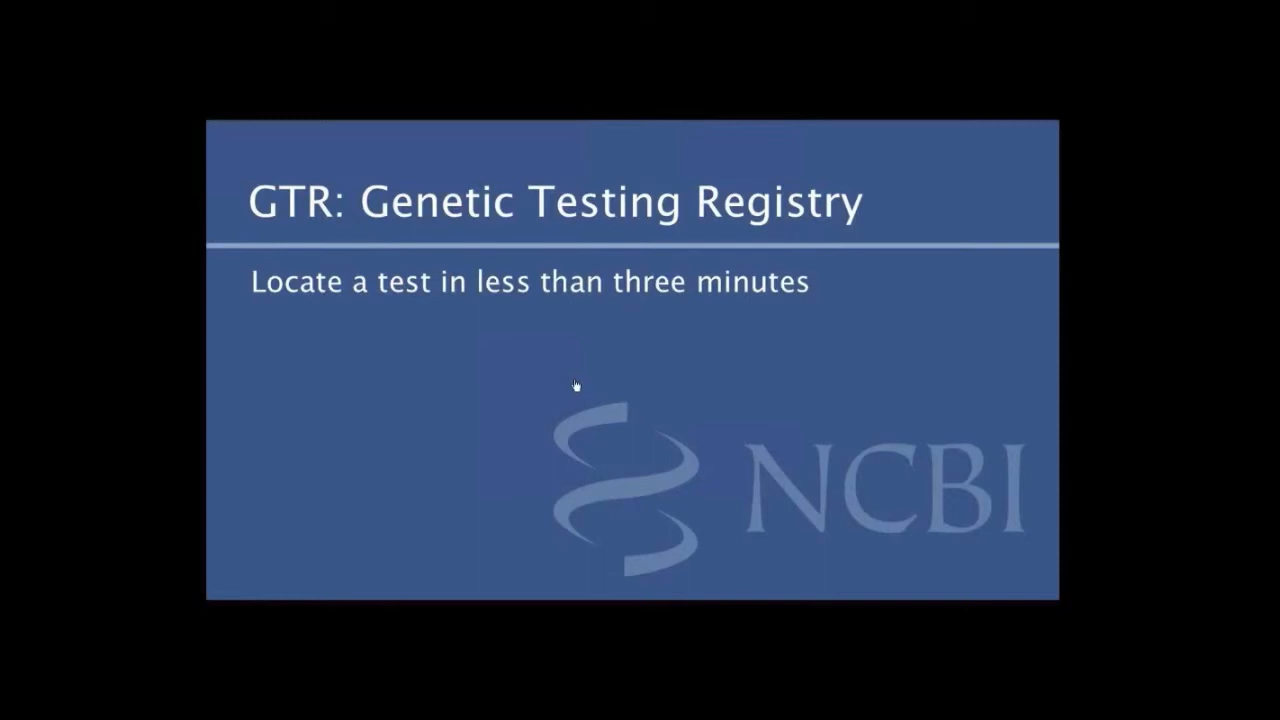 GTR: Genetic Testing Registry
Locate a test in less than three minutes
NCBI